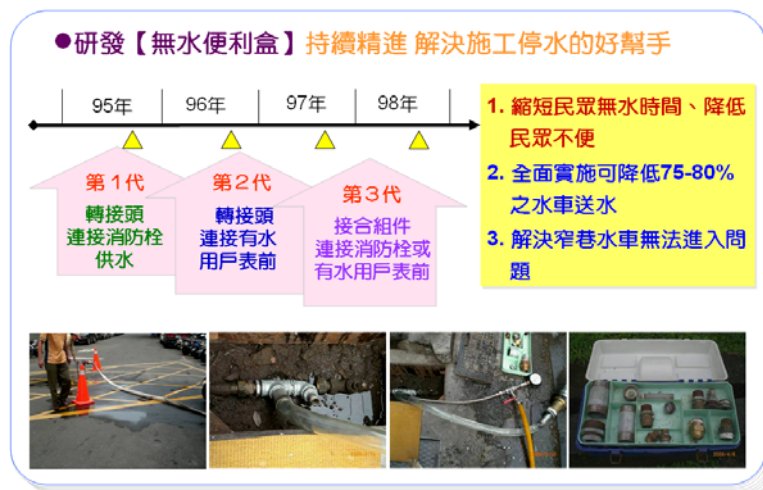 ●研發【無水便利盒】持續精進 解決施工停水的好幫手
95年 96年 97年 98年
第1代
轉接頭
連接消防栓
供水
第2代
轉接頭
連接有水
用戶表前
第3代
接合組件
連接消防栓或
有水用戶表前
1. 縮短民眾無水時間、降低
民眾不便
2. 全面實施可降低75-80%
之水車送水
3. 解決窄巷水車無法進入問
題